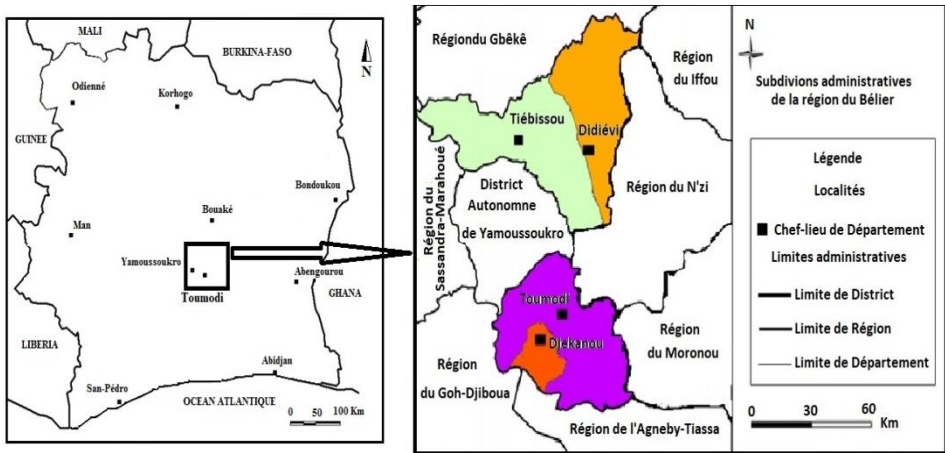 MALI
BURKINA-FASO
N
Odienné
Korhogo
GUINEE
Bondoukou
Bouaké
Man
Yamoussoukro
Toumodi
Abengourou
GHANA
LIBERIA
Abidjan
San-Pédro
OCEAN ATLANTIQUE
0 50 100 Km
Régiondu Gbêkê
Région
du Iffou
Tiébissou
Didiévi
Région du
Sassandra-Marahoué
District
Autonomne
de Yamoussoukro
Région du N'zi
Toumodi
Djekanou
Région
du Moronou
Région
du Goh-Djiboua
Région de l'Agneby-Tiassa
N
Subdivions administratives
de la région du Bélier
Légende
Localités
Chef-lieu de Département
Limites administratives
Limite de District
Limite de Région
Limite de Département
0 30 60
Km